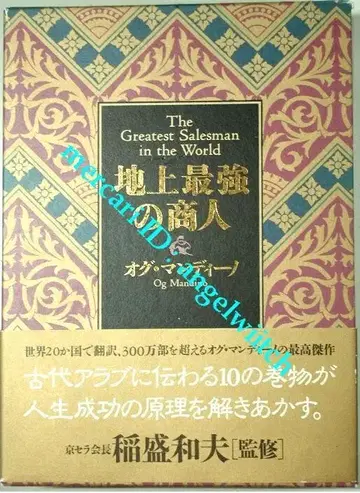 The
Greatest Salesman
in the World
地上最強
の商人
オグ・マンディーノ
Og Mandino
世界20か国で翻訳、300万部を超えるオグ・マンディーノの最高傑作
古代アラブに伝わる10の巻物が
人生成功の原理を解きあかす。
京セラ会長 稲盛和夫[監修]
mercariID:angelwitch